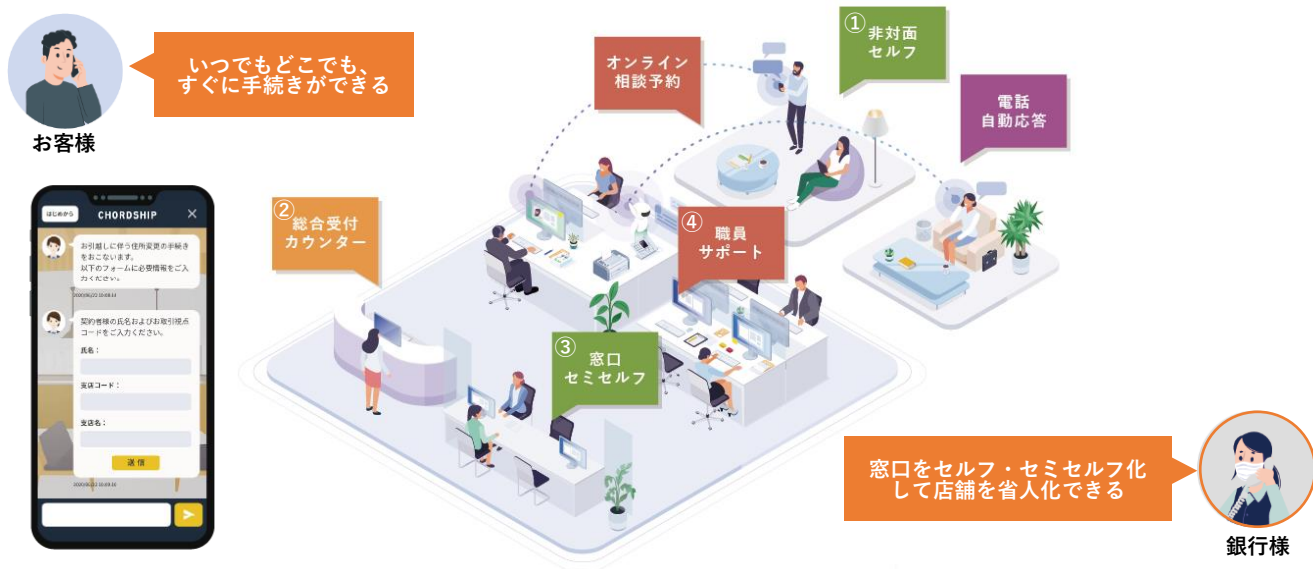 いつでもどこでも、
すぐに手続きができる
お客様
オンライン
相談予約
①
非対面
セルフ
電話
自動応答
②
総合受付
カウンター
④
職員
サポート
③
窓口
セミセルフ
はじめから
CHORDSHIP
×
お引越しに伴う住所変更の手続き
をおこないます。
以下のフォームに必要情報をご入
力ください。
契約者様の氏名およびお取引視点
コードをご入力ください。
氏名：
支店コード：
支店名：
送信
窓口をセルフ・セミセルフ化
して店舗を省人化できる
銀行様